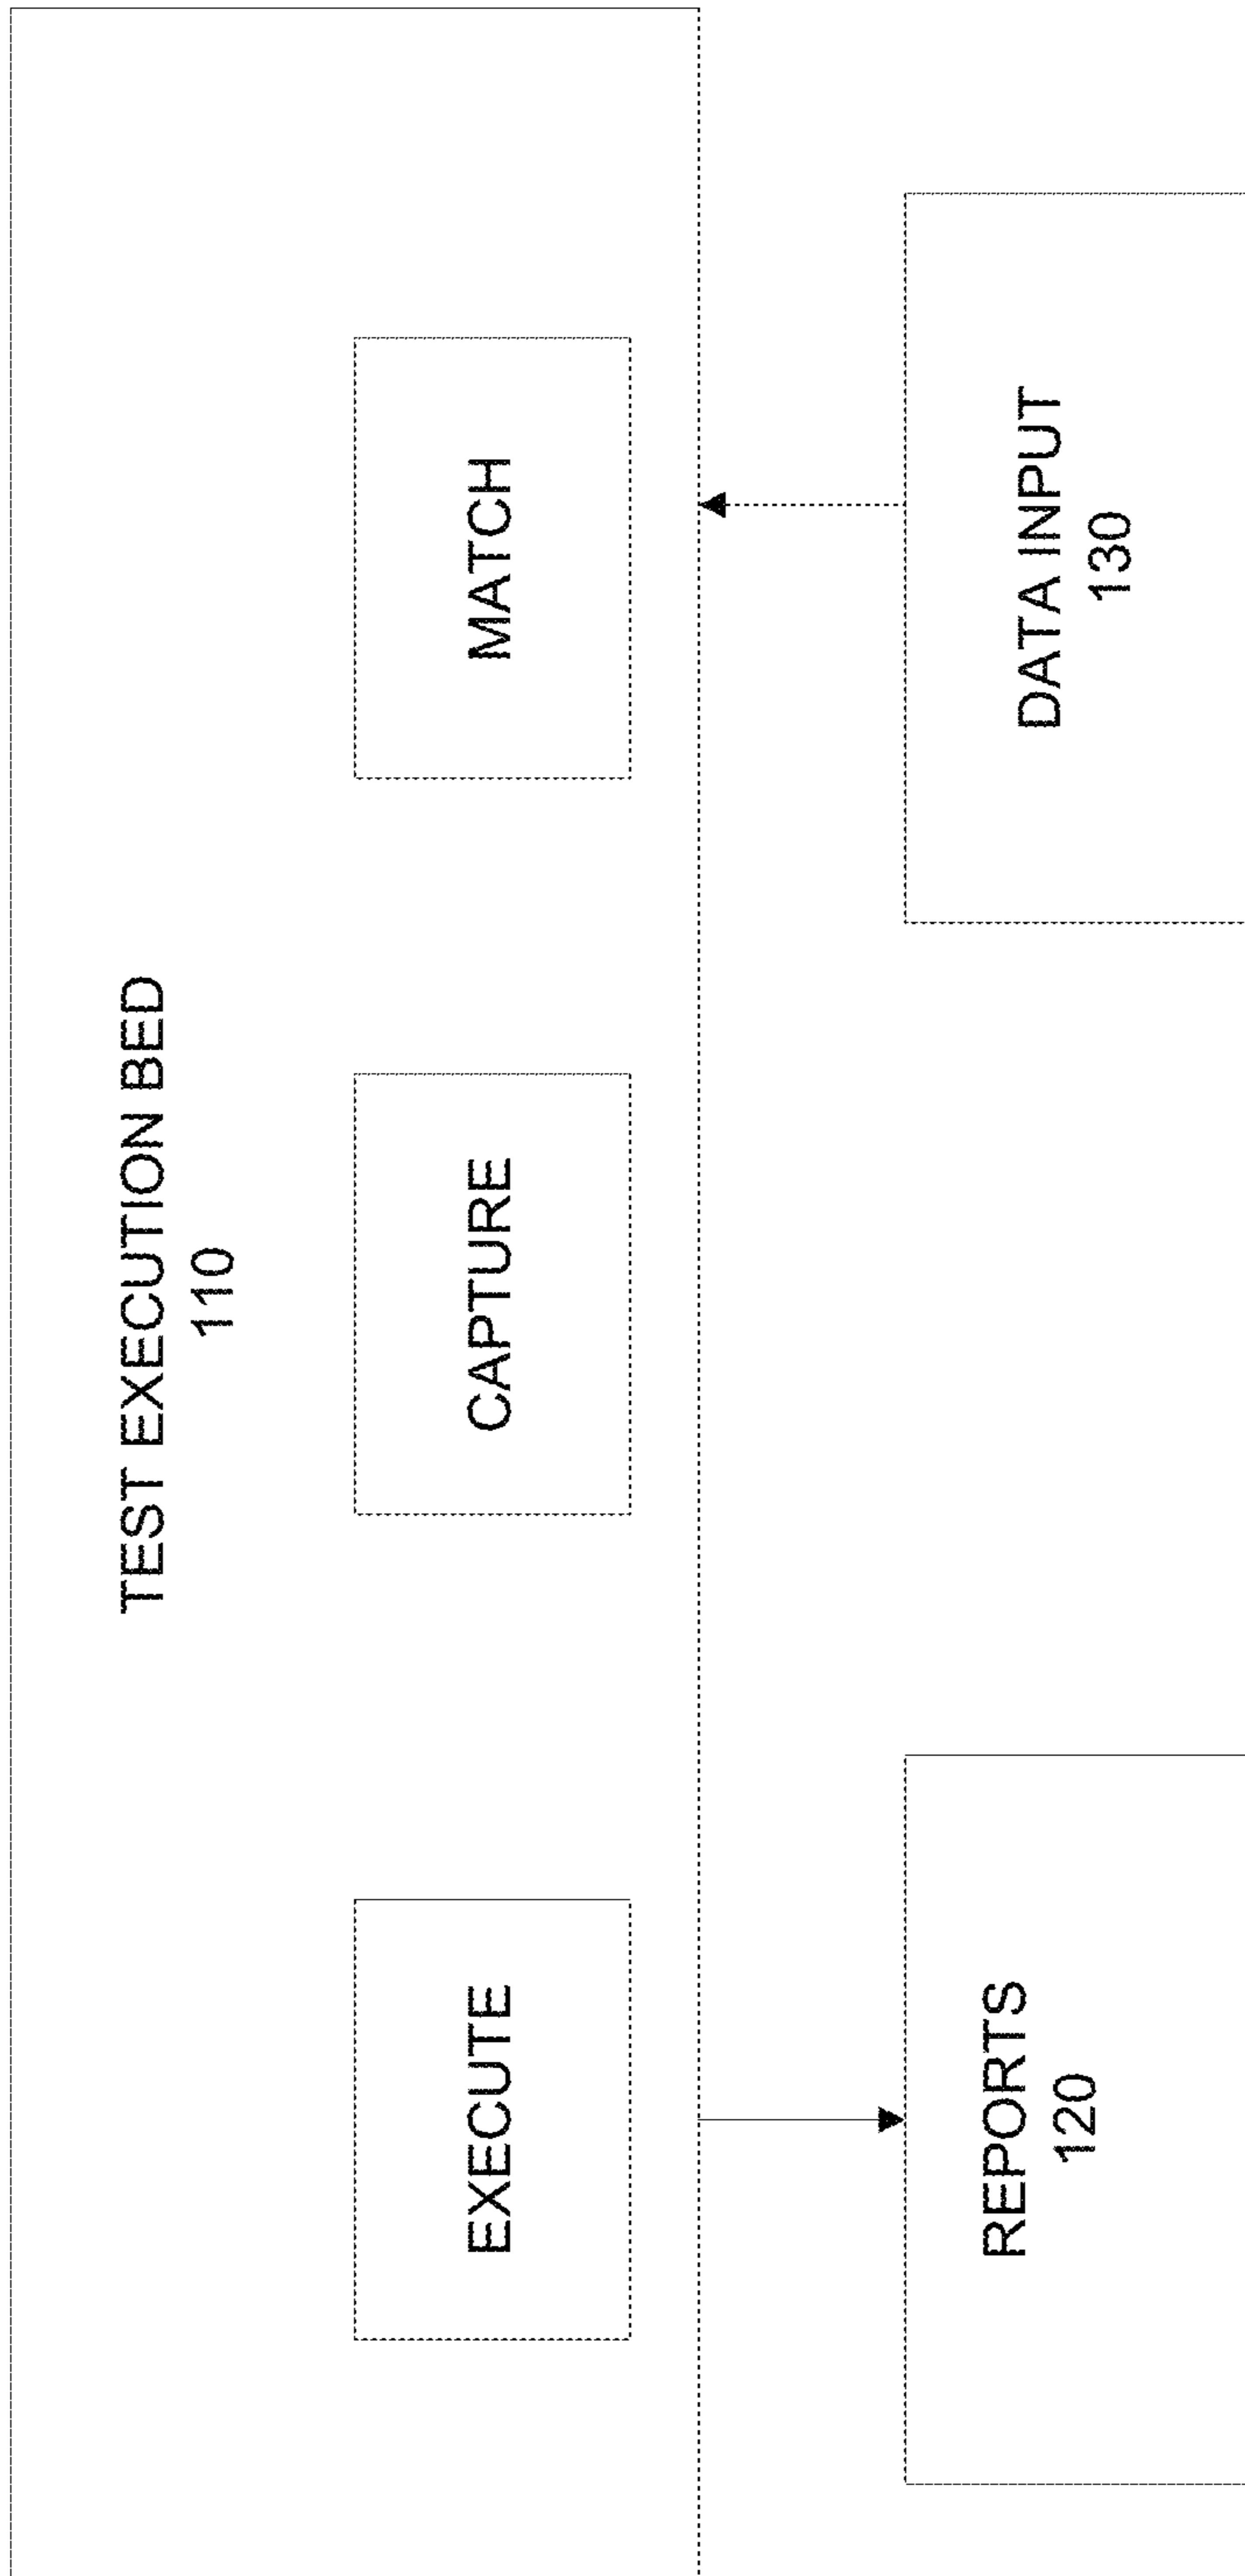 TEST EXECUTION BED
110
EXECUTE
CAPTURE
MATCH
REPORTS
120
DATA INPUT
130